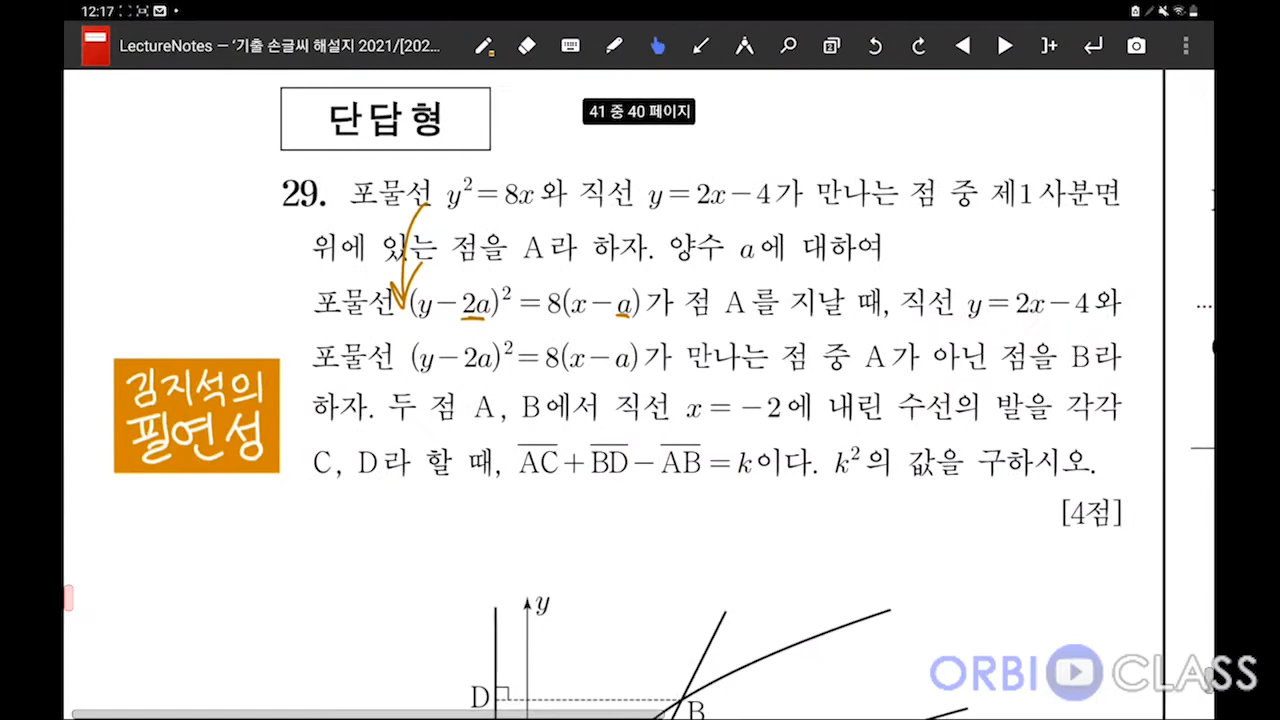 12:17
LectureNotes – ‘기출 손글씨 해설지 2021/[202...
단답형
41 중 40 페이지
29. 포물선 y²=8x와 직선 y=2x−4가 만나는 점 중 제1사분면
위에 있는 점을 A라 하자. 양수 a에 대하여
포물선 (y−2a)²=8(x−a)가 점 A를 지날 때, 직선 y=2x−4와
포물선 (y−2a)²=8(x−a)가 만나는 점 중 A가 아닌 점을 B라
하자. 두 점 A, B에서 직선 x=−2에 내린 수선의 발을 각각
C, D라 할 때, A̅C̅+B̅D̅−A̅B̅=k이다. k²의 값을 구하시오.
[4점]
김지석의
필연성
y
D
B
ORBI CLASS